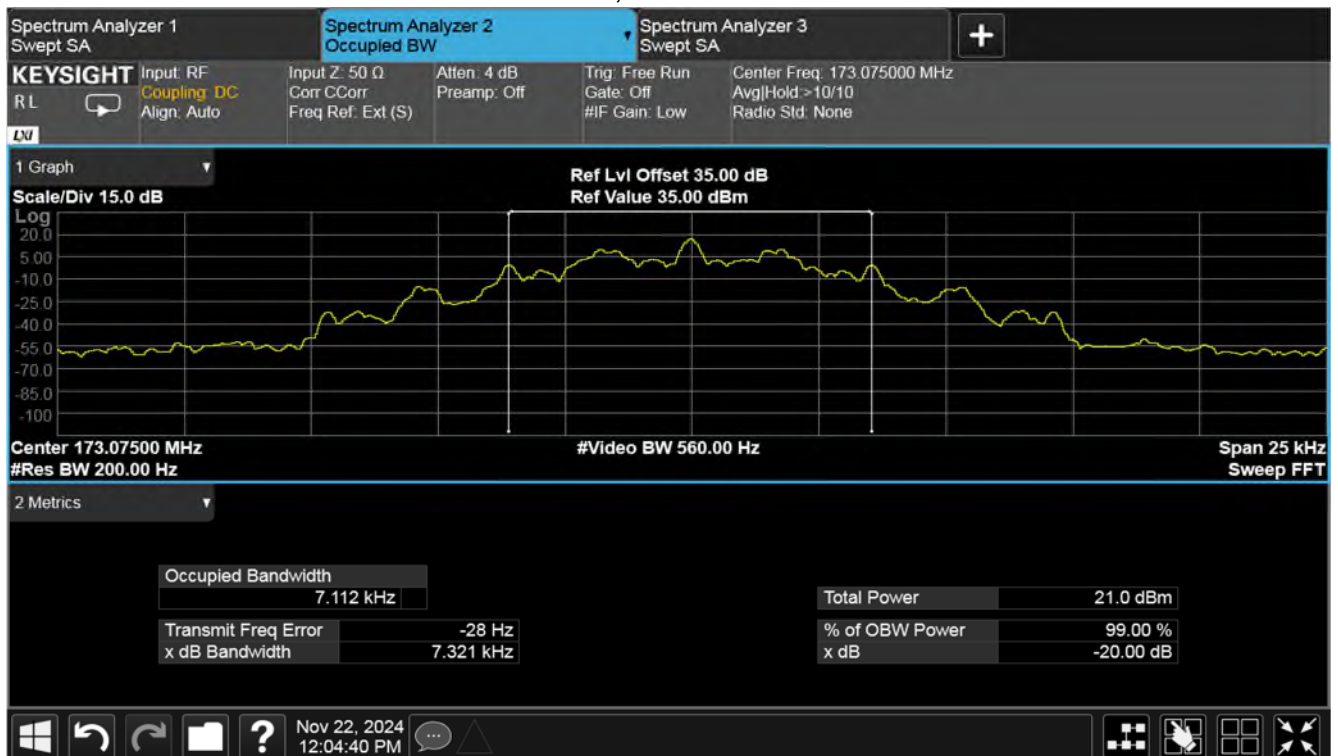 Spectrum Analyzer 1
Swept SA
Spectrum Analyzer 2
Occupied BW
Spectrum Analyzer 3
Swept SA
+
KEYSIGHT
RL
LXI
Input: RF
Coupling: DC
Align: Auto
Input Z: 50 Ω
Corr CCorr
Freq Ref: Ext (S)
Atten: 4 dB
Preamp: Off
Trig: Free Run
Gate: Off
#IF Gain: Low
Center Freq: 173.075000 MHz
Avg|Hold:>10/10
Radio Std: None
1 Graph
Scale/Div 15.0 dB
Ref Lvl Offset 35.00 dB
Ref Value 35.00 dBm
Log
20.0
5.00
-10.0
-25.0
-40.0
-55.0
-70.0
-85.0
-100
Center 173.07500 MHz
#Res BW 200.00 Hz
#Video BW 560.00 Hz
Span 25 kHz
Sweep FFT
2 Metrics
Occupied Bandwidth
7.112 kHz
Transmit Freq Error -28 Hz
x dB Bandwidth 7.321 kHz
Total Power 21.0 dBm
% of OBW Power 99.00 %
x dB -20.00 dB
?
Nov 22, 2024
12:04:40 PM